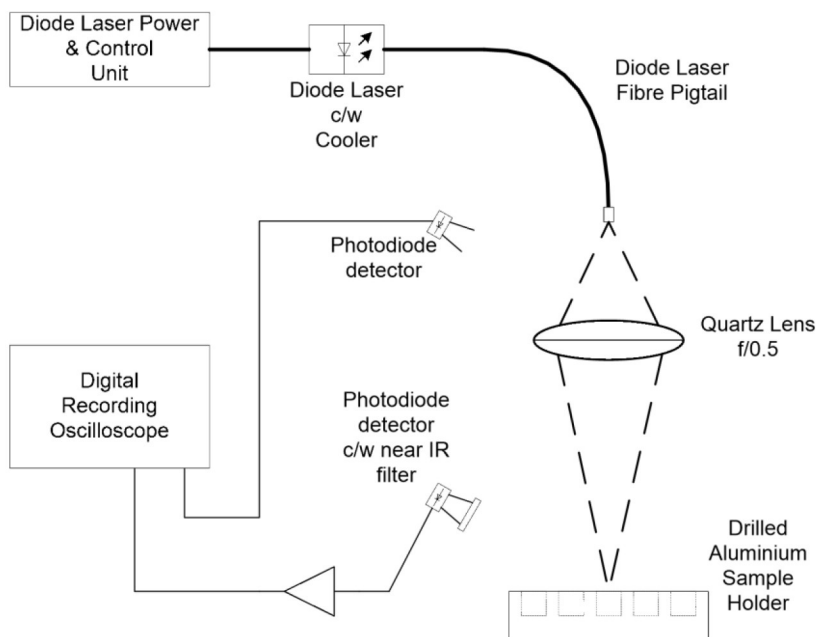 Diode Laser Power
& Control
Unit
Diode Laser
c/w
Cooler
Diode Laser
Fibre Pigtail
Photodiode
detector
Quartz Lens
f/0.5
Digital
Recording
Oscilloscope
Photodiode
detector
c/w near IR
filter
Drilled
Aluminium
Sample
Holder